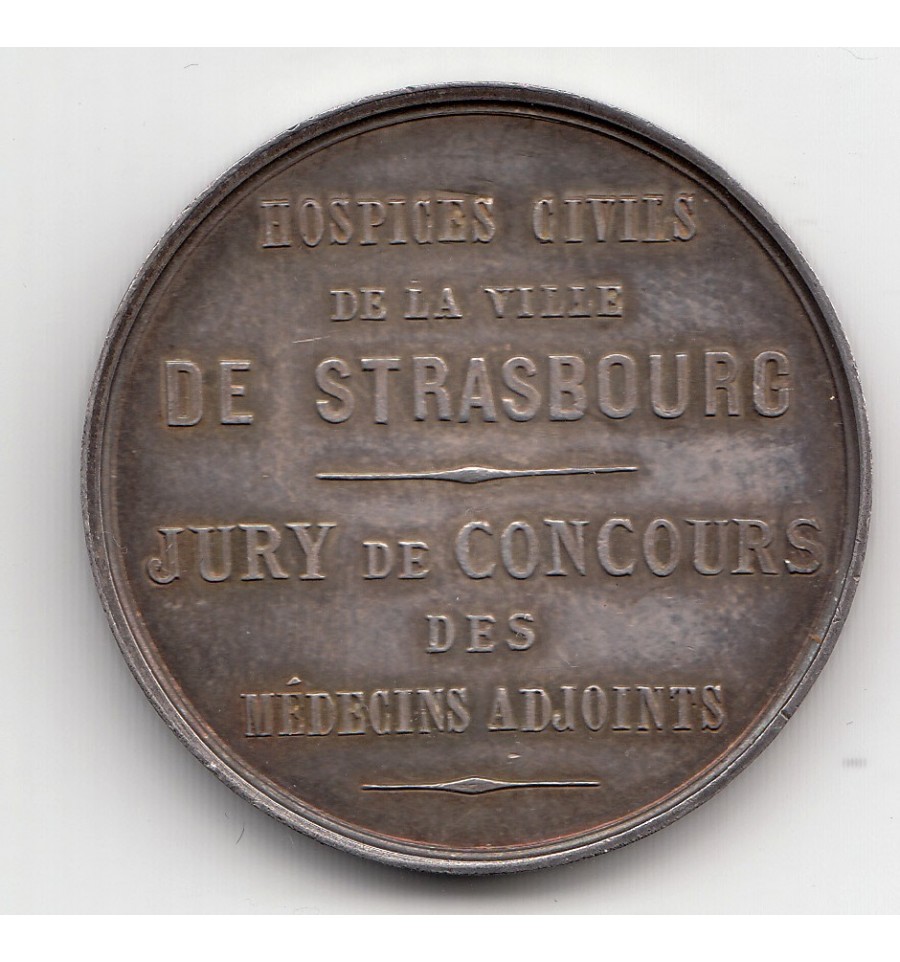 HOSPICES CIVILS
DE LA VILLE
DE STRASBOURG
JURY DE CONCOURS
DES
MÉDECINS ADJOINTS